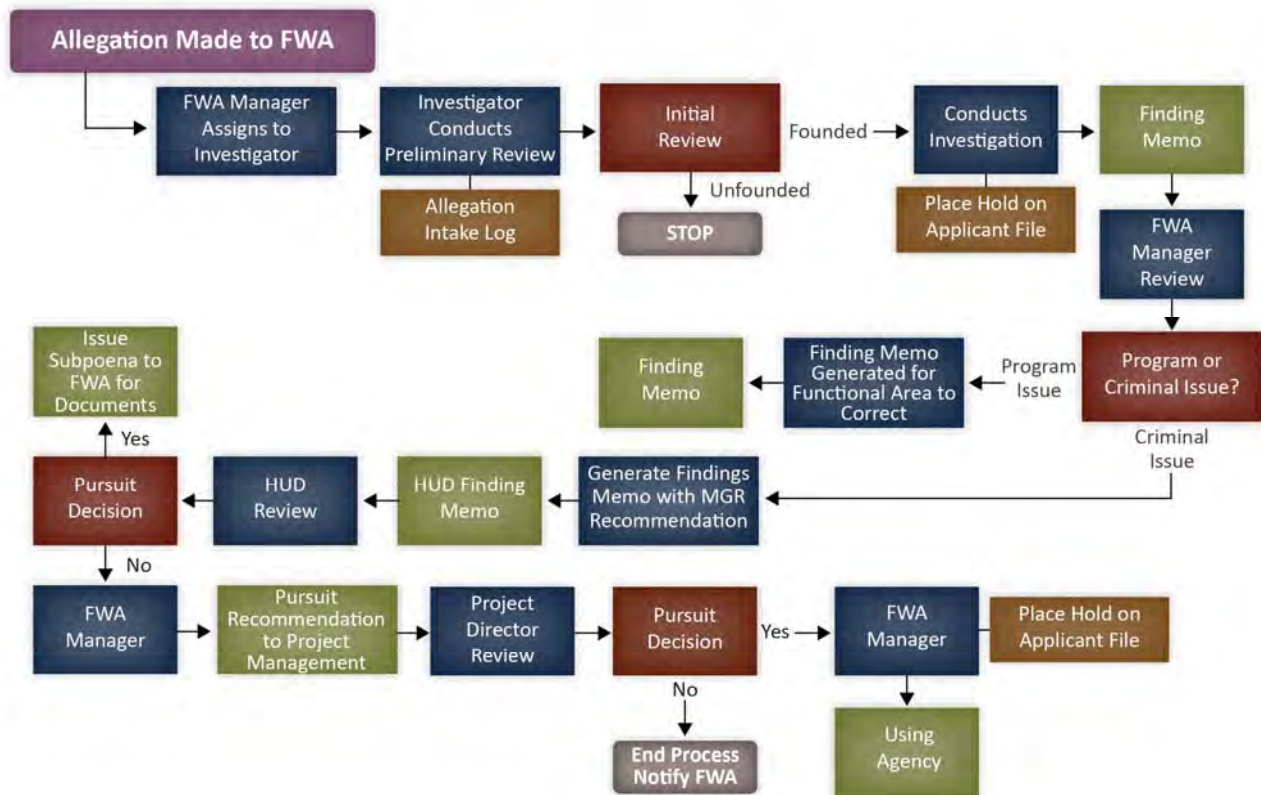 Allegation Made to FWA
FWA Manager
Assigns to
Investigator
Investigator
Conducts
Preliminary Review
Allegation
Intake Log
Initial
Review
Founded
Unfounded
STOP
Conducts
Investigation
Place Hold on
Applicant File
Finding
Memo
FWA
Manager
Review
Program or
Criminal Issue?
Program
Issue
Finding Memo
Generated for
Functional Area to
Correct
Finding
Memo
Criminal
Issue
Generate Findings
Memo with MGR
Recommendation
HUD Finding
Memo
HUD
Review
Pursuit
Decision
Yes
Issue
Subpoena to
FWA for
Documents
No
FWA
Manager
Pursuit
Recommendation
to Project
Management
Project
Director
Review
Pursuit
Decision
Yes
No
End Process
Notify FWA
FWA
Manager
Place Hold on
Applicant File
Using
Agency